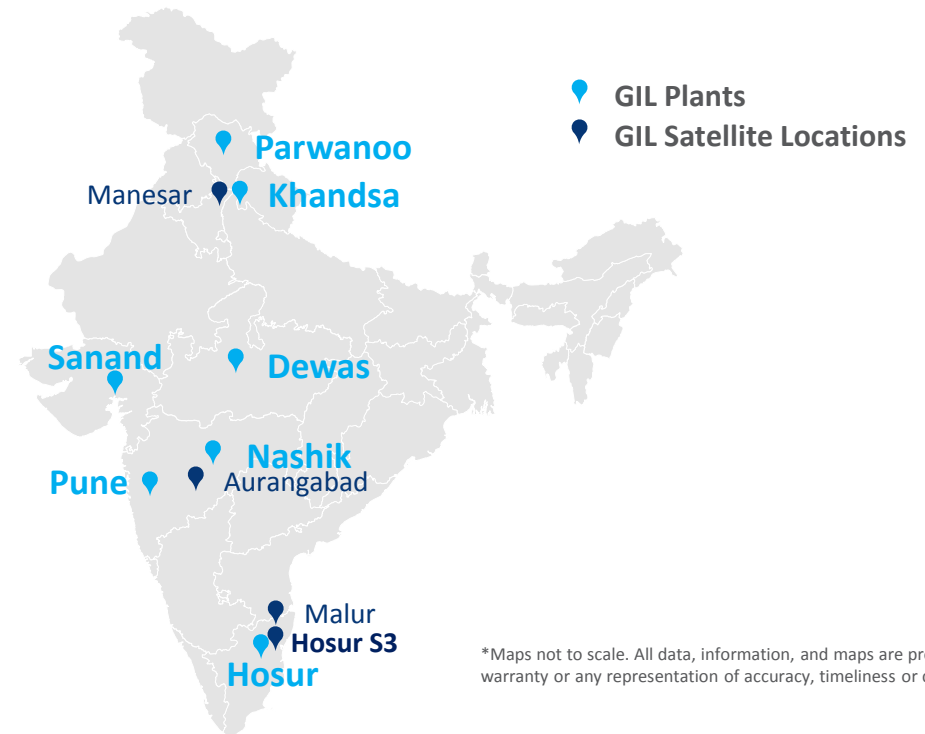 GIL Plants
GIL Satellite Locations
Parwanoo
Manesar
Khandsa
Sanand
Dewas
Nashik
Pune
Aurangabad
Malur
Hosur S3
Hosur
*Maps not to scale. All data, information, and maps are
warranty or any representation of accuracy, timeliness or